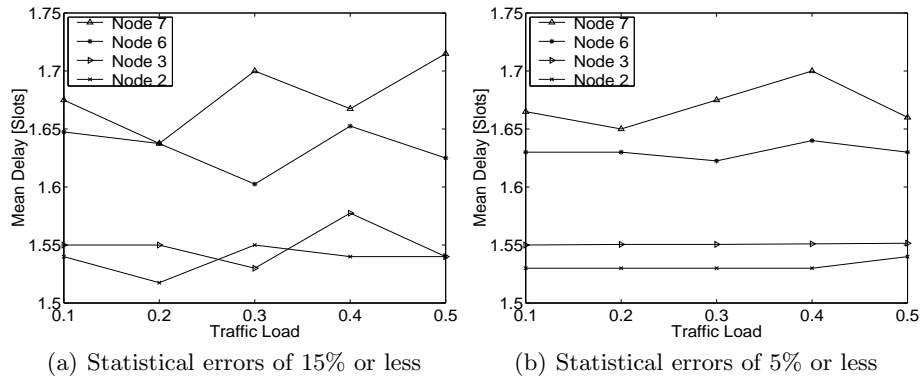 1.75
Node 7
Node 6
Node 3
Node 2
1.7
1.65
1.6
1.55
1.5
Mean Delay [Slots]
0.1 0.2 0.3 0.4 0.5
Traffic Load
(a) Statistical errors of 15% or less
1.75
Node 7
Node 6
Node 3
Node 2
1.7
1.65
1.6
1.55
1.5
Mean Delay [Slots]
0.1 0.2 0.3 0.4 0.5
Traffic Load
(b) Statistical errors of 5% or less